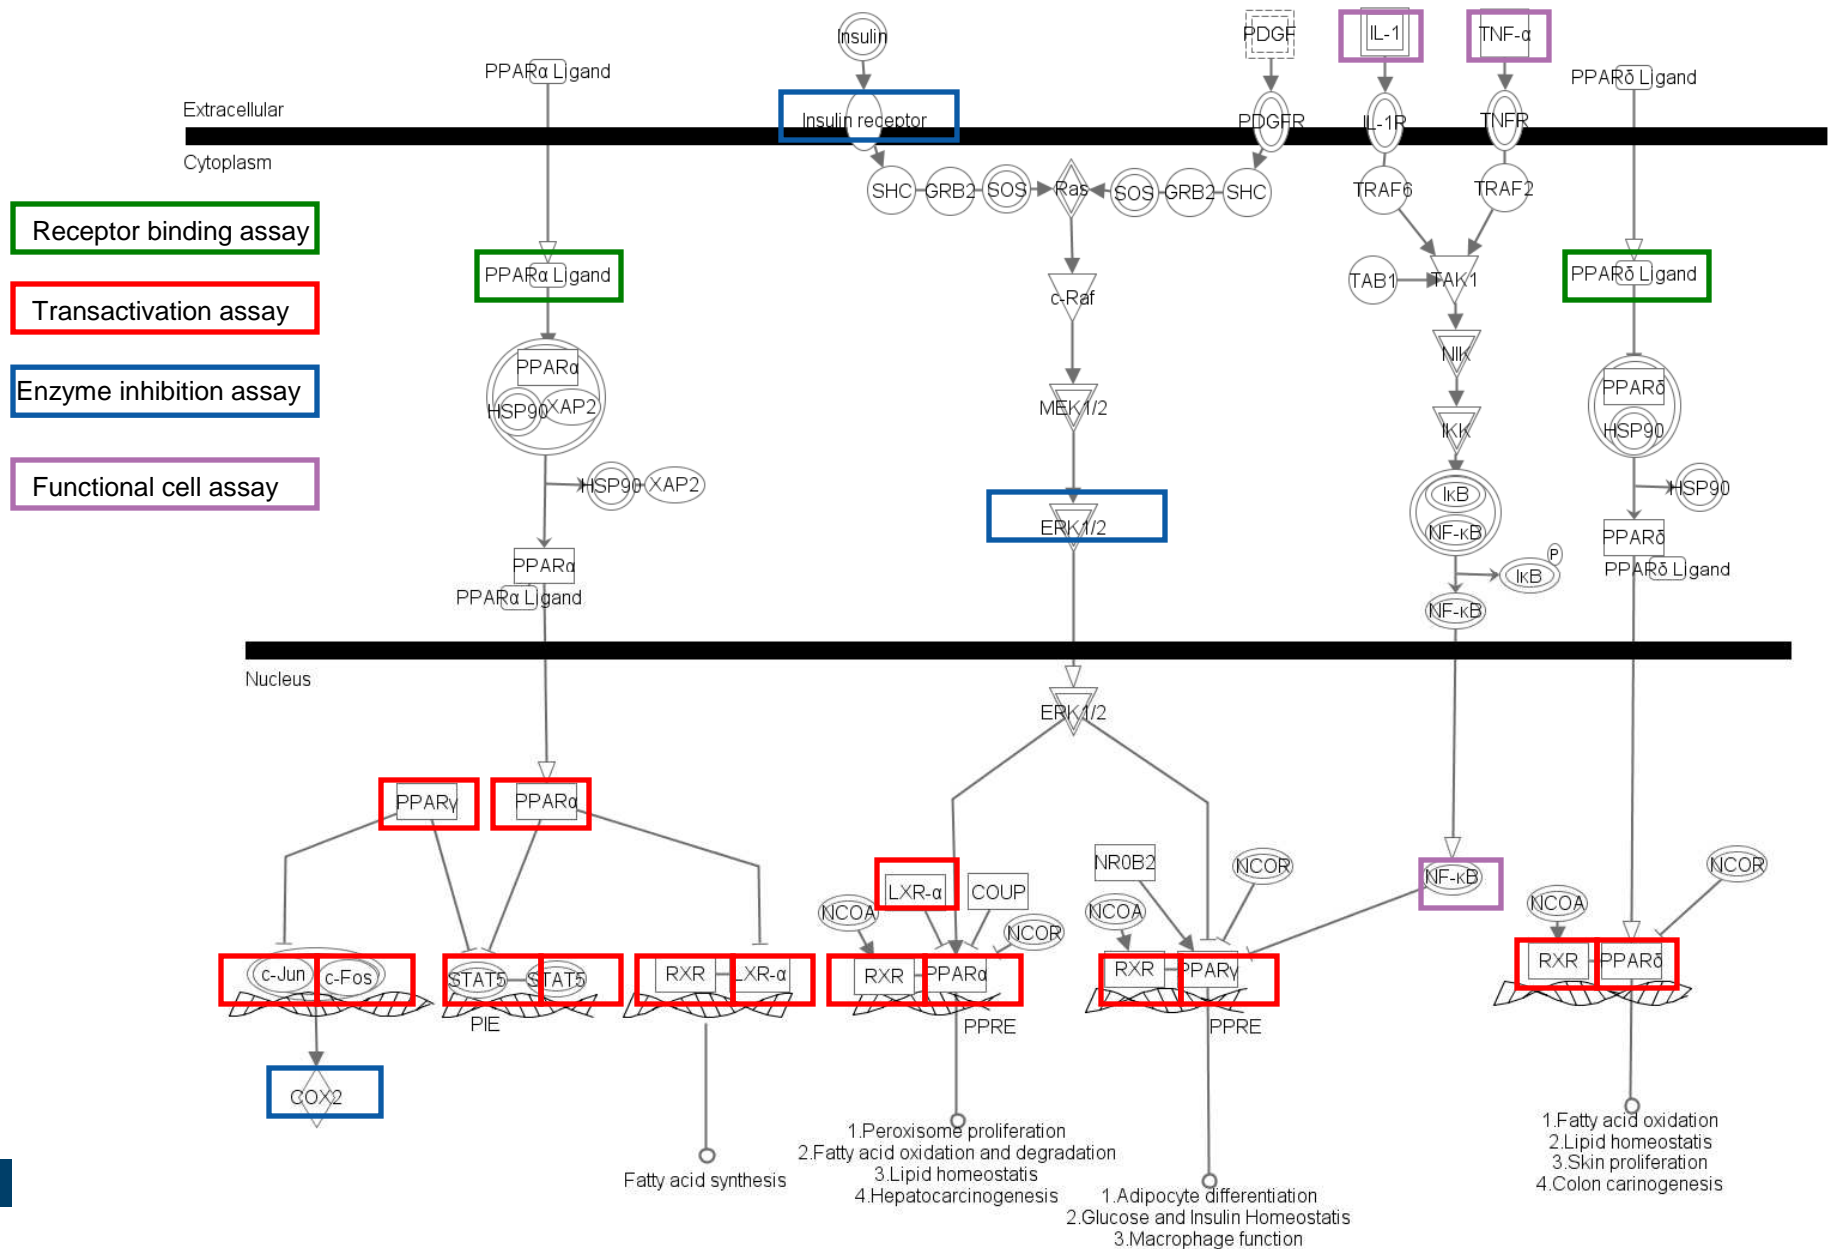 Insulin
PDGF
IL-1
TNF-α
PPARα Ligand
PPARδ Ligand
Extracellular
Insulin receptor
PDGFR
IL-1R
TNFR
Cytoplasm
SHC
GRB2
SOS
Ras
SOS
GRB2
SHC
TRAF6
TRAF2
Receptor binding assay
PPARα Ligand
TAB1
TAK1
PPARδ Ligand
c-Raf
Transactivation assay
NIK
PPARα
HSP90
XAP2
MEK1/2
PPARδ
HSP90
Enzyme inhibition assay
IKK
Functional cell assay
HSP90
XAP2
IκB
NF-κB
HSP90
ERK1/2
PPARδ
PPARδ Ligand
P
IκB
PPARα
PPARα Ligand
NF-κB
Nucleus
ERK1/2
PPARγ
PPARα
LXR-α
COUP
NCOA
NCOR
NR0B2
NCOR
NCOA
NF-κB
NCOR
NCOA
c-Jun
c-Fos
STAT5
STAT5
RXR
LXR-α
RXR
PPARα
RXR
PPARγ
RXR
PPARδ
PIE
PPRE
PPRE
COX2
Fatty acid synthesis
1.Peroxisome proliferation
2.Fatty acid oxidation and degradation
3.Lipid homeostatis
4.Hepatocarcinogenesis
1.Adipocyte differentiation
2.Glucose and Insulin Homeostatis
3.Macrophage function
1.Fatty acid oxidation
2.Lipid homeostatis
3.Skin proliferation
4.Colon carinogenesis